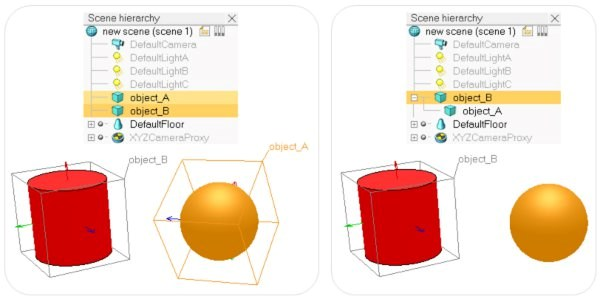 Scene hierarchy
new scene (scene 1)
DefaultCamera
DefaultLightA
DefaultLightB
DefaultLightC
object_A
object_B
DefaultFloor
XYZCameraProxy
object_A
object_B
Scene hierarchy
new scene (scene 1)
DefaultCamera
DefaultLightA
DefaultLightB
DefaultLightC
object_B
object_A
DefaultFloor
XYZCameraProxy
object_B